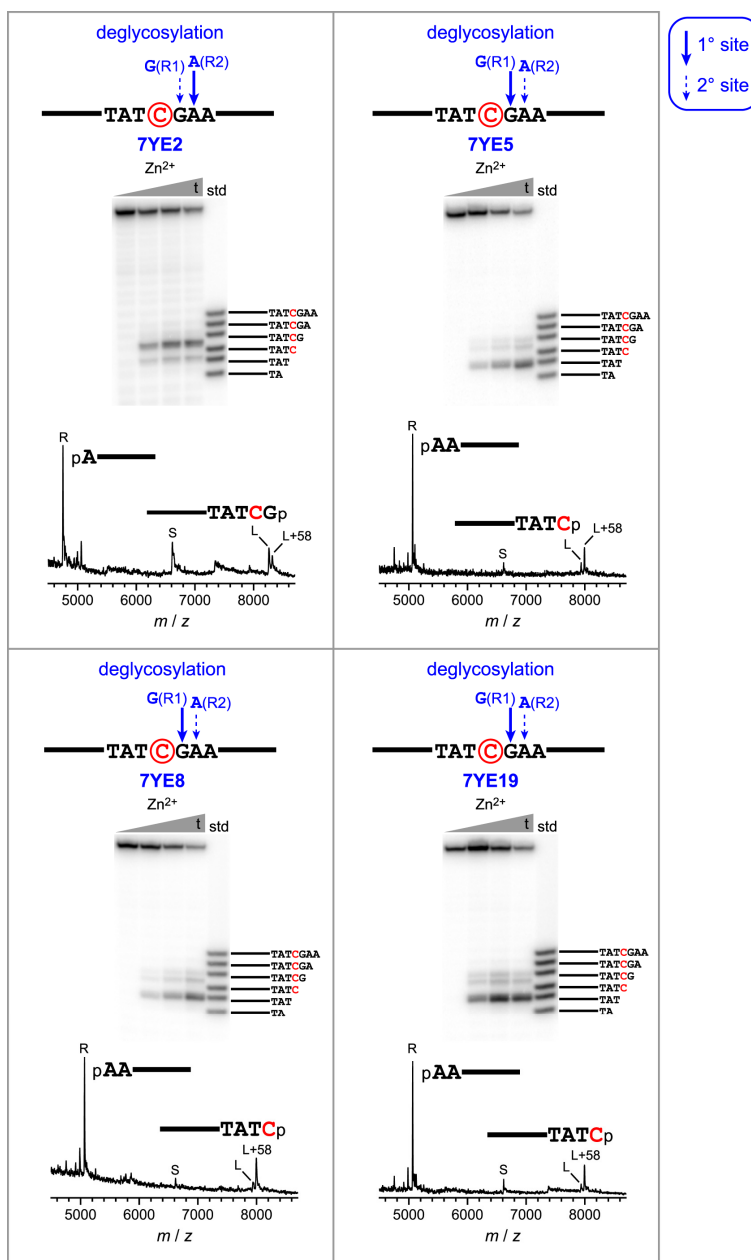 deglycosylation
G(R1) A(R2)
TATCGAA
7YE2
Zn2+
t std
TATCGAA
TATCGA
TATCG
TATC
TAT
TA
R
pA
TATCGp
L
L+58
S
5000 6000 7000 8000
m / z
deglycosylation
G(R1) A(R2)
TATCGAA
7YE5
Zn2+
t std
TATCGAA
TATCGA
TATCG
TATC
TAT
TA
R
pAA
TATCp
L L+58
S
5000 6000 7000 8000
m / z
1° site
2° site
deglycosylation
G(R1) A(R2)
TATCGAA
7YE8
Zn2+
t std
TATCGAA
TATCGA
TATCG
TATC
TAT
TA
R
pAA
TATCp
L+58
L
S
5000 6000 7000 8000
m / z
deglycosylation
G(R1) A(R2)
TATCGAA
7YE19
Zn2+
t std
TATCGAA
TATCGA
TATCG
TATC
TAT
TA
R
pAA
TATCp
L+58
L
S
5000 6000 7000 8000
m / z